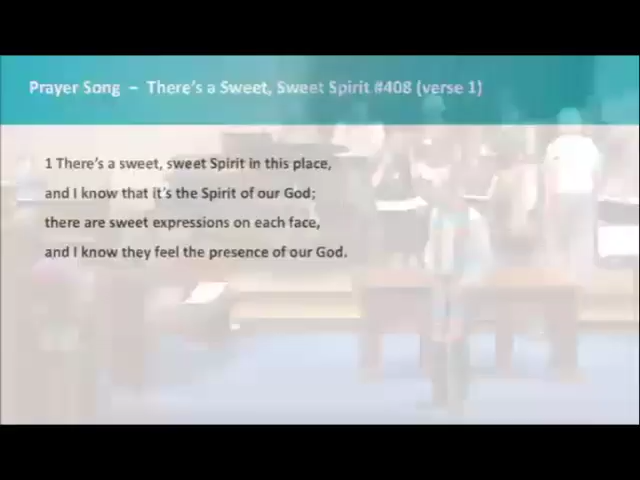 Prayer Song – There's a Sweet, Sweet Spirit #408 (verse 1)
1 There's a sweet, sweet Spirit in this place,
and I know that it's the Spirit of our God;
there are sweet expressions on each face,
and I know they feel the presence of our God.